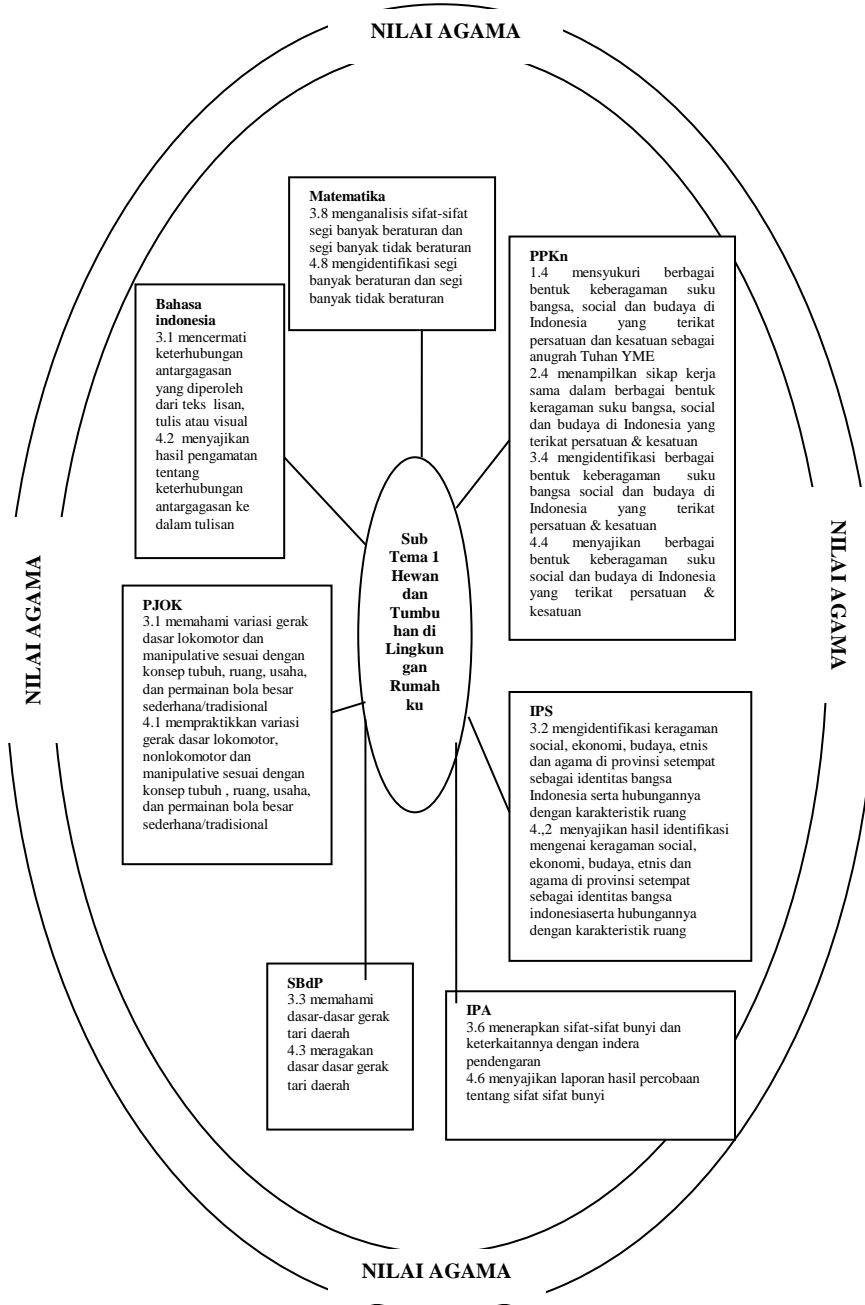 NILAI AGAMA
Matematika
3.8 menganalisis sifat-sifat
segi banyak beraturan dan
segi banyak tidak beraturan
4.8 mengidentifikasi segi
banyak beraturan dan segi
banyak tidak beraturan
PPKn
1.4 mensyukuri berbagai
bentuk keberagaman suku
bangsa, social dan budaya di
Indonesia yang terikat
persatuan dan kesatuan sebagai
anugrah Tuhan YME
2.4 menampilkan sikap kerja
sama dalam berbagai bentuk
keragaman suku bangsa, social
dan budaya di Indonesia yang
terikat persatuan & kesatuan
3.4 mengidentifikasi berbagai
bentuk keberagaman suku
bangsa social dan budaya di
Indonesia yang terikat
persatuan & kesatuan
4.4 menyajikan berbagai
bentuk keberagaman suku
social dan budaya di Indonesia
yang terikat persatuan &
kesatuan
Bahasa
indonesia
3.1 mencermati
keterhubungan
antargagasan
yang diperoleh
dari teks lisan,
tulis atau visual
4.2 menyajikan
hasil pengamatan
tentang
keterhubungan
antargagasan ke
dalam tulisan
NILAI AGAMA
Sub
Tema 1
Hewan
dan
Tumbu
han di
Lingkun
gan
Rumah
ku
NILAI AGAMA
PJOK
3.1 memahami variasi gerak
dasar lokomotor dan
manipulative sesuai dengan
konsep tubuh, ruang, usaha,
dan permainan bola besar
sederhana/tradisional
4.1 mempraktikkan variasi
gerak dasar lokomotor,
nonlokomotor dan
manipulative sesuai dengan
konsep tubuh , ruang, usaha,
dan permainan bola besar
sederhana/tradisional
IPS
3.2 mengidentifikasi keragaman
social, ekonomi, budaya, etnis
dan agama di provinsi setempat
sebagai identitas bangsa
Indonesia serta hubungannya
dengan karakteristik ruang
4.,2 menyajikan hasil identifikasi
mengenai keragaman social,
ekonomi, budaya, etnis dan
agama di provinsi setempat
sebagai identitas bangsa
indonesiaserta hubungannya
dengan karakteristik ruang
SBdP
3.3 memahami
dasar-dasar gerak
tari daerah
4.3 meragakan
dasar dasar gerak
tari daerah
IPA
3.6 menerapkan sifat-sifat bunyi dan
keterkaitannya dengan indera
pendengaran
4.6 menyajikan laporan hasil percobaan
tentang sifat sifat bunyi
NILAI AGAMA